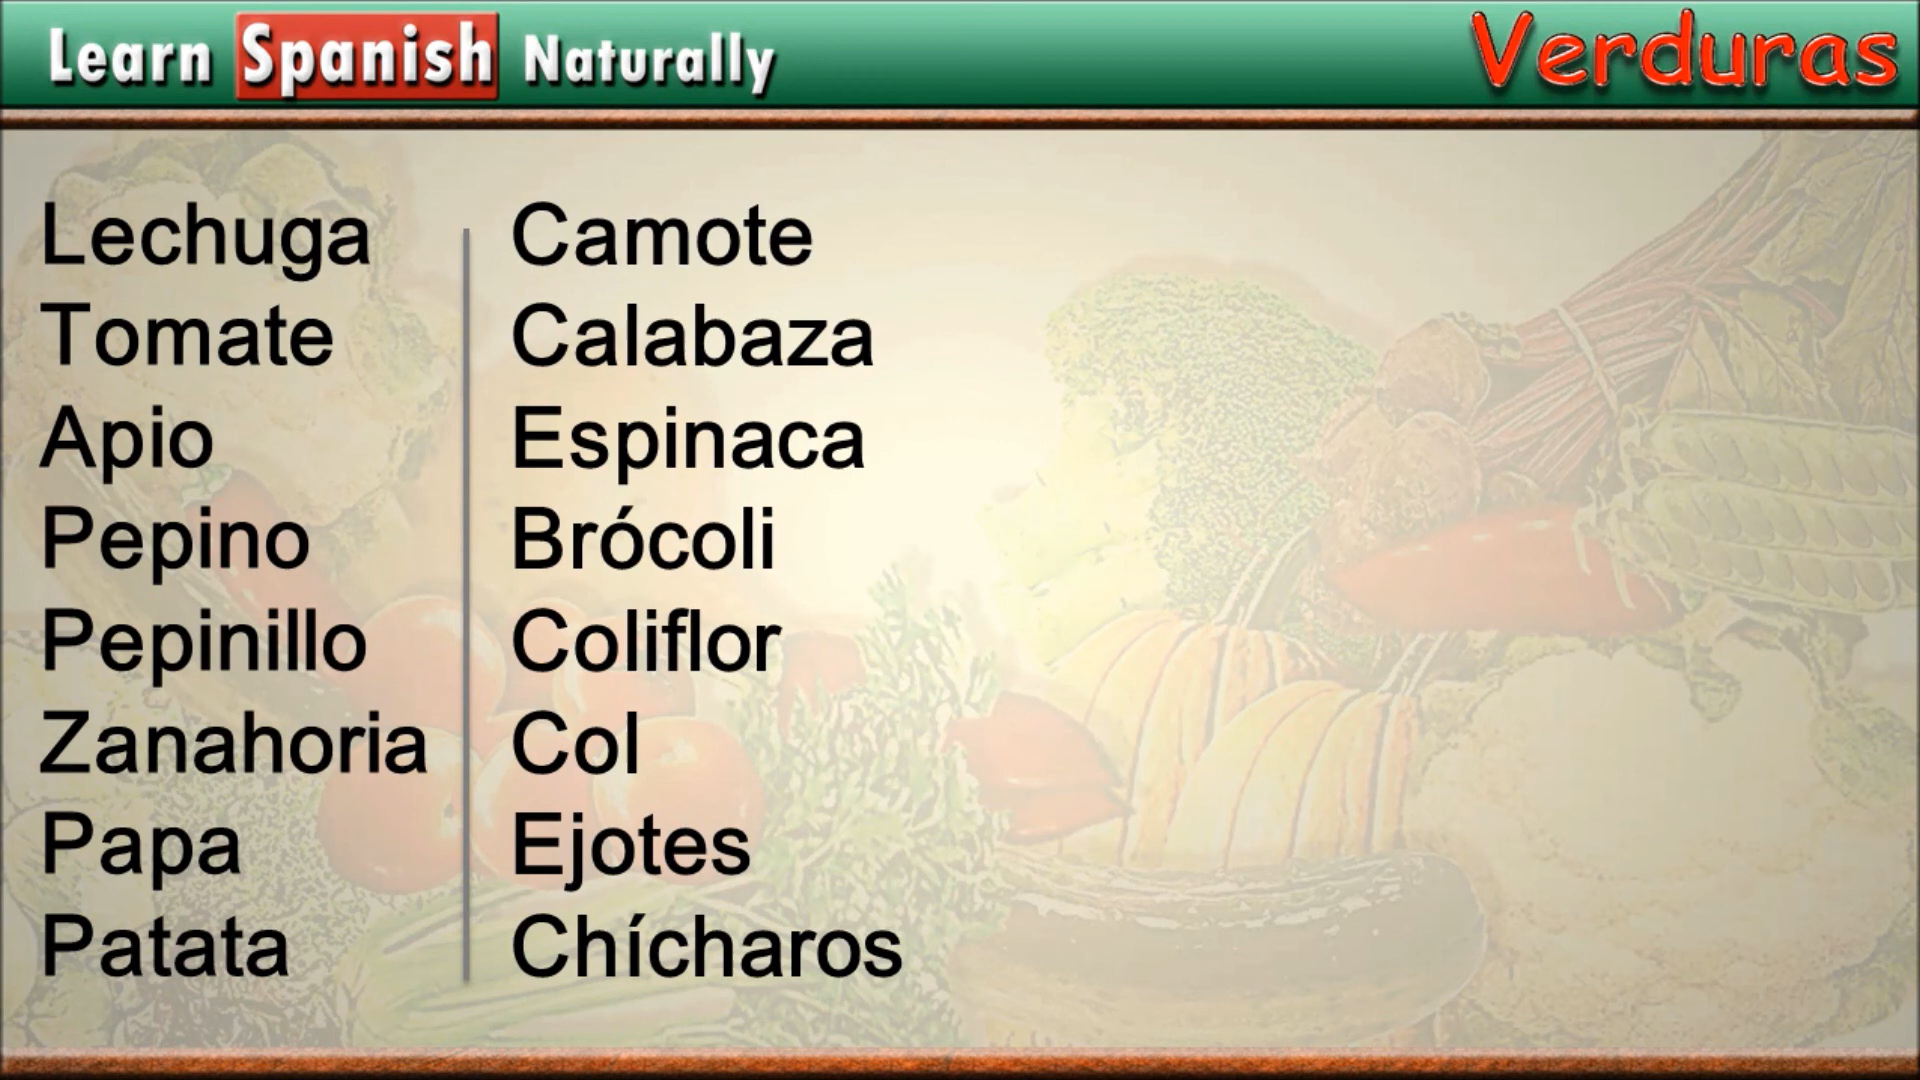 Learn Spanish Naturally
Verduras
Lechuga
Tomate
Apio
Pepino
Pepinillo
Zanahoria
Papa
Patata
Camote
Calabaza
Espinaca
Brócoli
Coliflor
Col
Ejotes
Chícharos